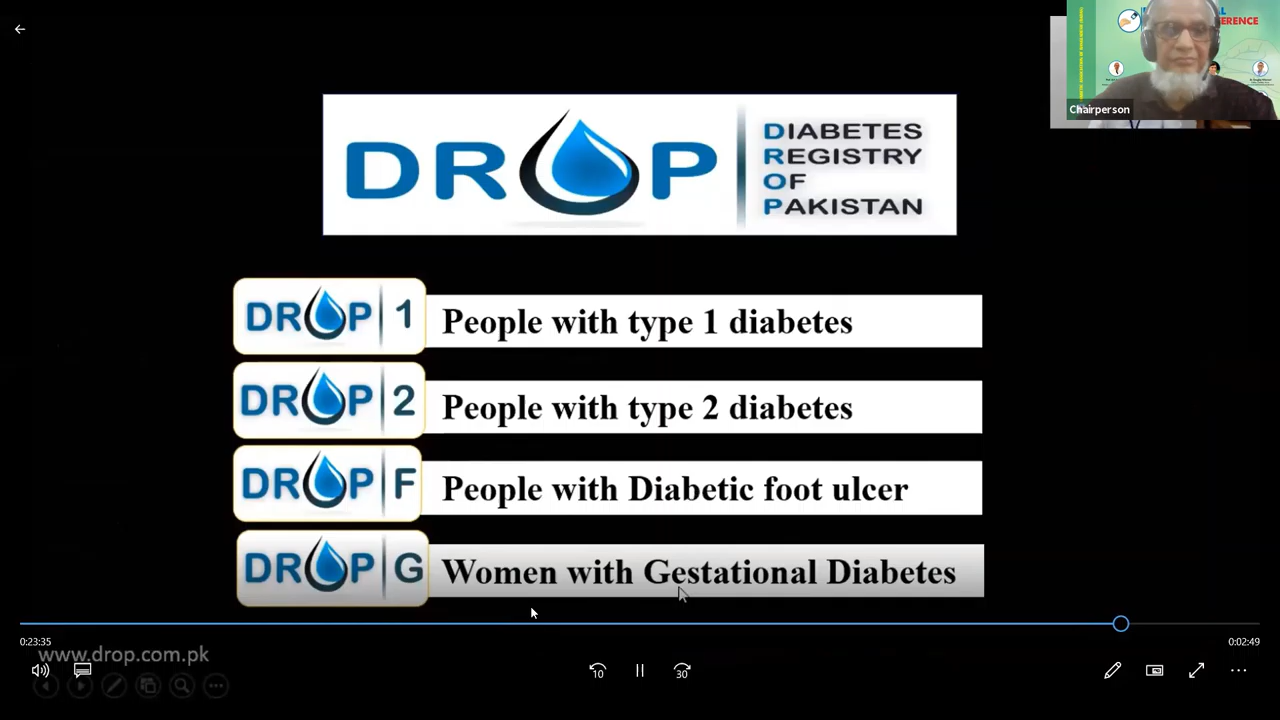 ERENCE
Chairperson
DROP
DIABETES
REGISTRY
OF
PAKISTAN
DROP 1
People with type 1 diabetes
DROP 2
People with type 2 diabetes
DROP F
People with Diabetic foot ulcer
DROP G
Women with Gestational Diabetes
0:23:35
0:02:49
www.drop.com.pk
10
30